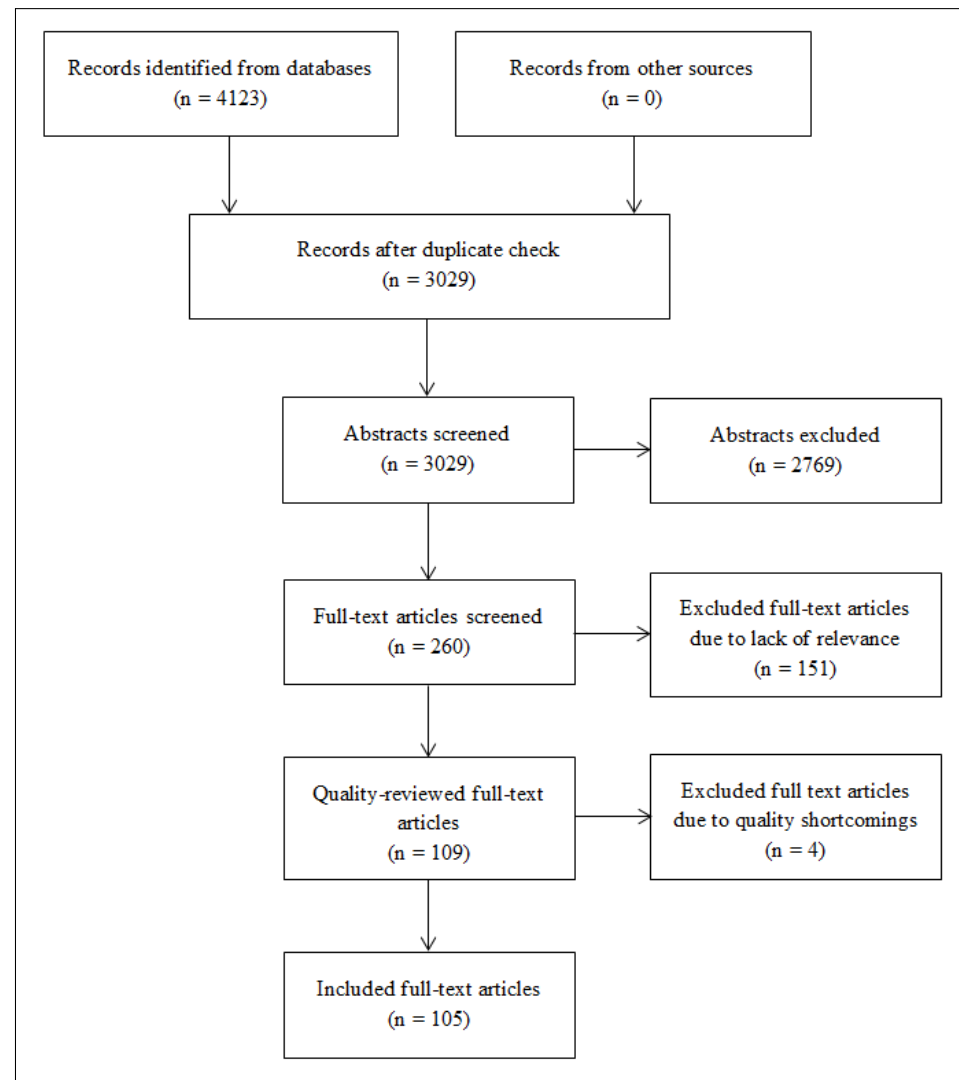 Records identified from databases
(n = 4123)
Records from other sources
(n = 0)
Records after duplicate check
(n = 3029)
Abstracts screened
(n = 3029)
Abstracts excluded
(n = 2769)
Full-text articles screened
(n = 260)
Excluded full-text articles
due to lack of relevance
(n = 151)
Quality-reviewed full-text
articles
(n = 109)
Excluded full text articles
due to quality shortcomings
(n = 4)
Included full-text articles
(n = 105)